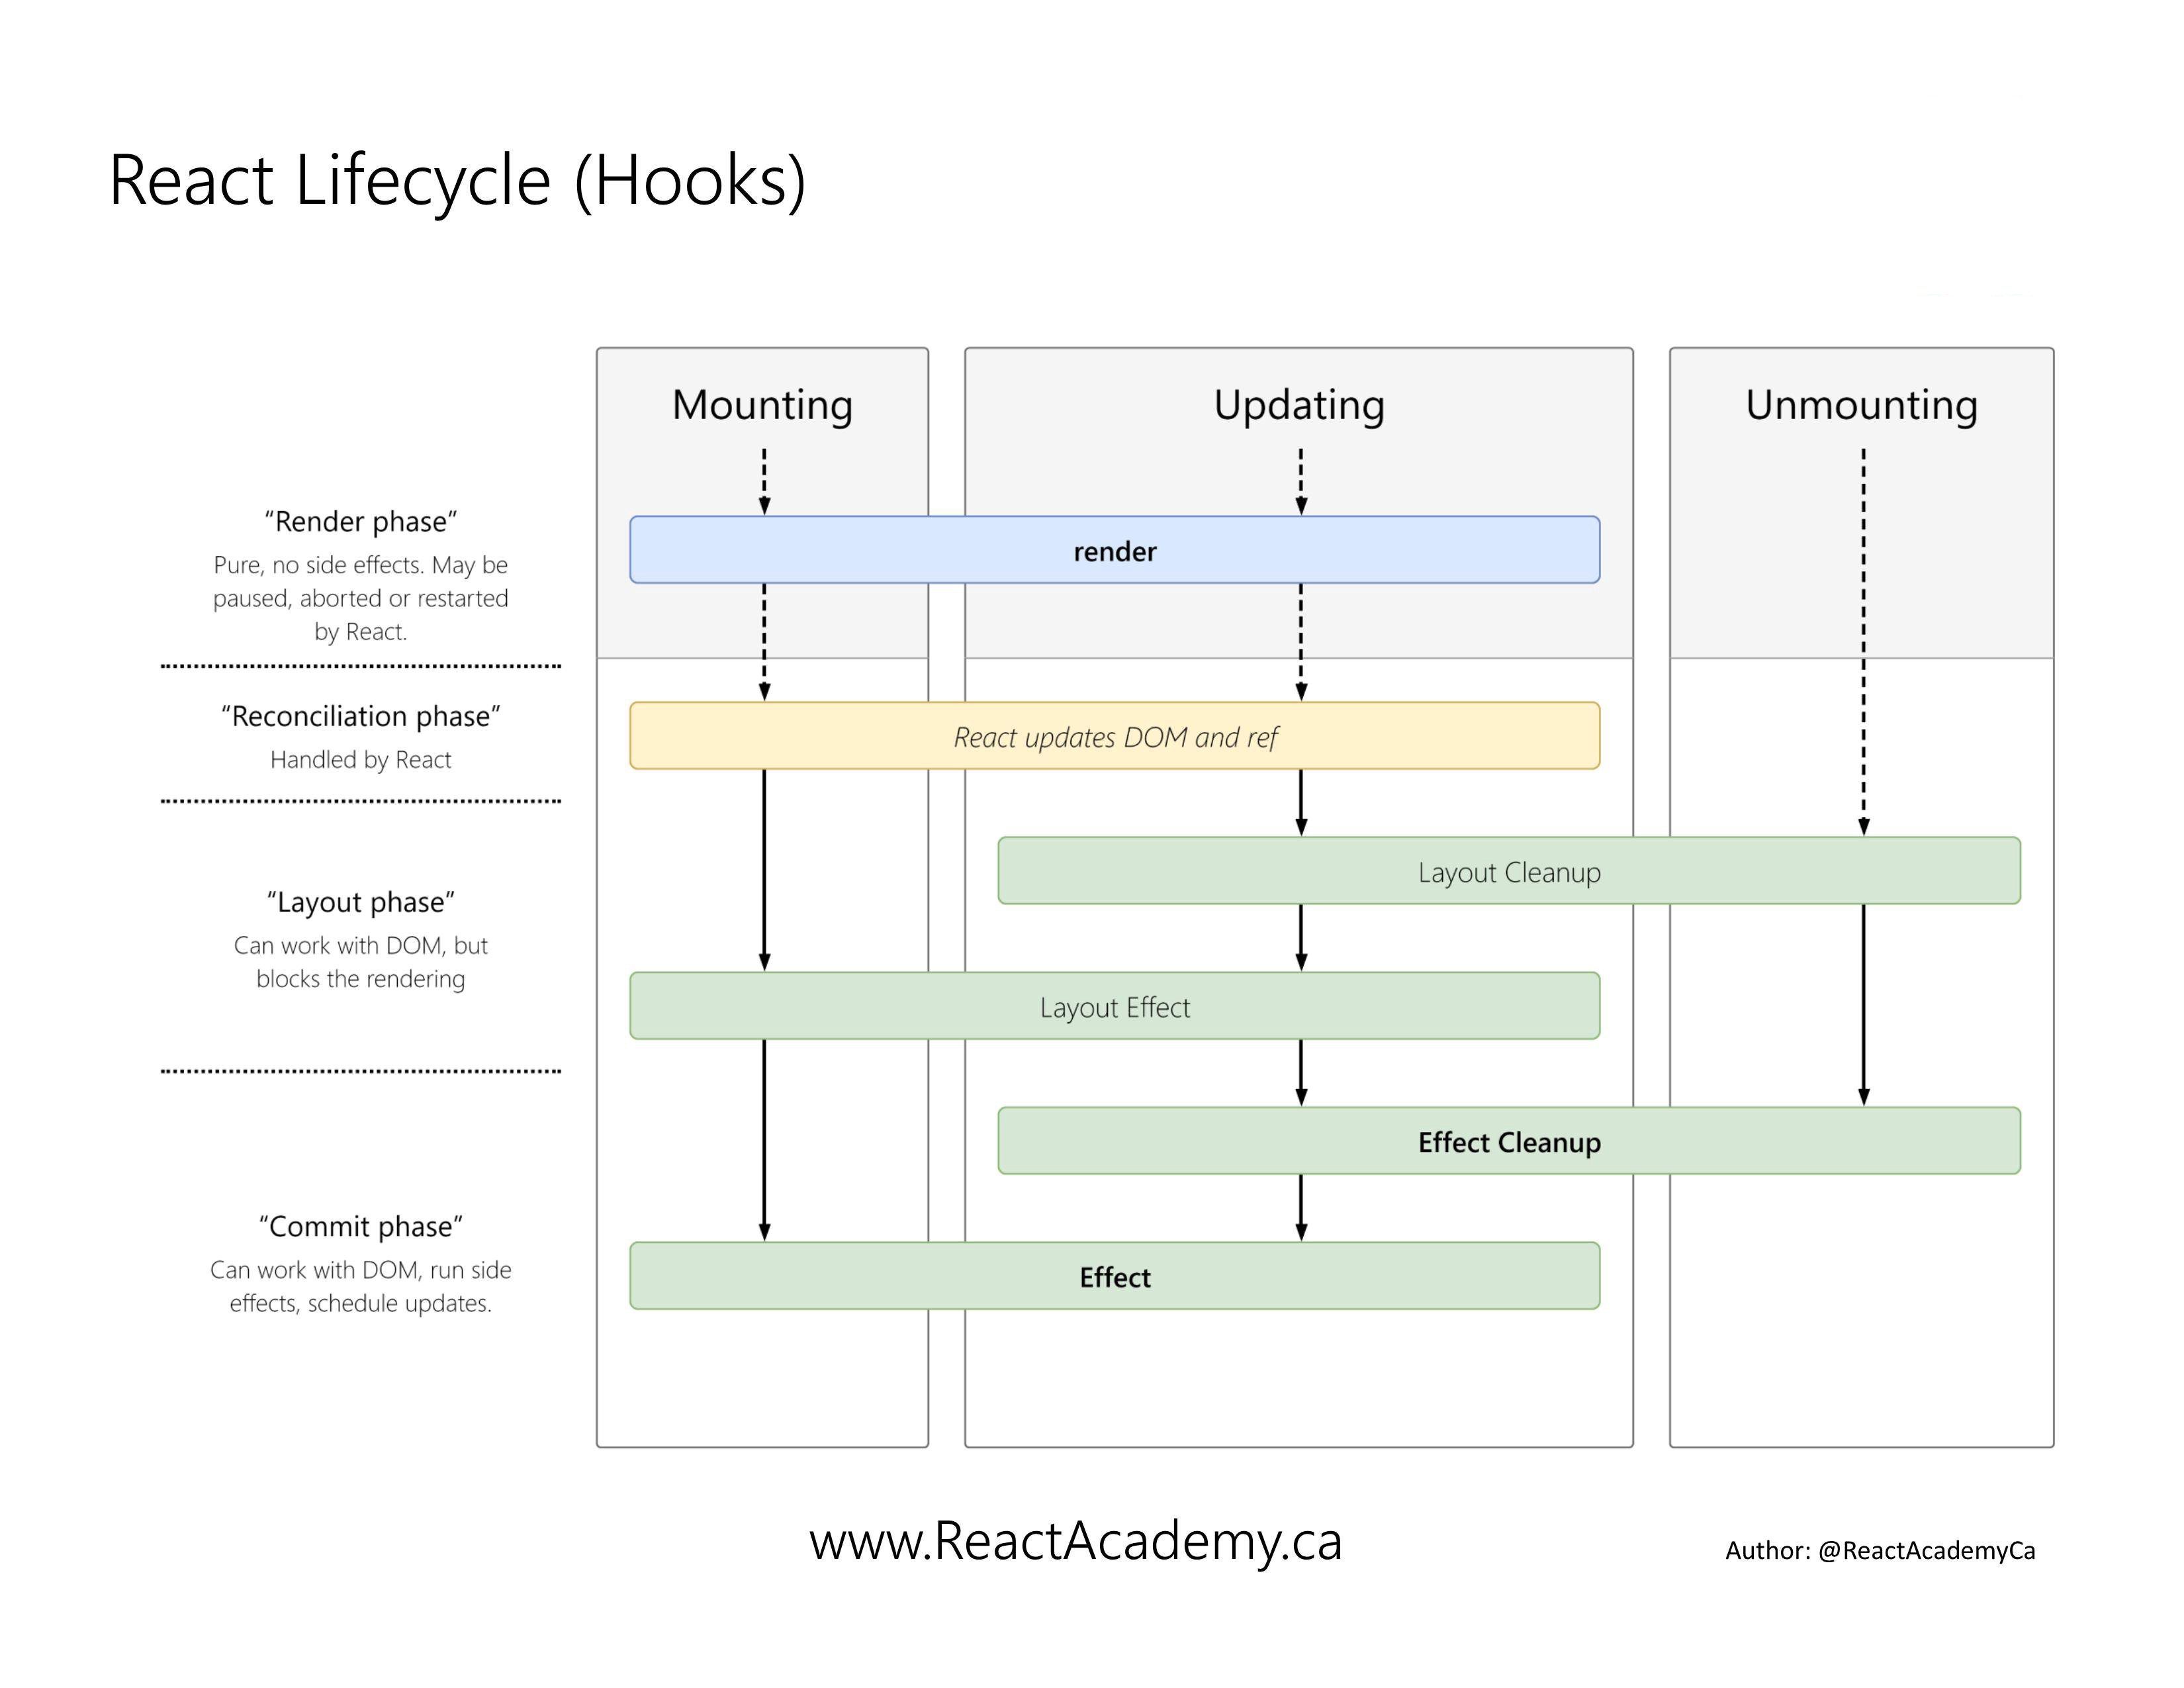 React Lifecycle (Hooks)
Mounting
Updating
Unmounting
“Render phase”
Pure, no side effects. May be
paused, aborted or restarted
by React.
render
“Reconciliation phase”
Handled by React
React updates DOM and ref
“Layout phase”
Can work with DOM, but
blocks the rendering
Layout Cleanup
Layout Effect
“Commit phase”
Can work with DOM, run side
effects, schedule updates.
Effect Cleanup
Effect
www.ReactAcademy.ca
Author: @ReactAcademyCa